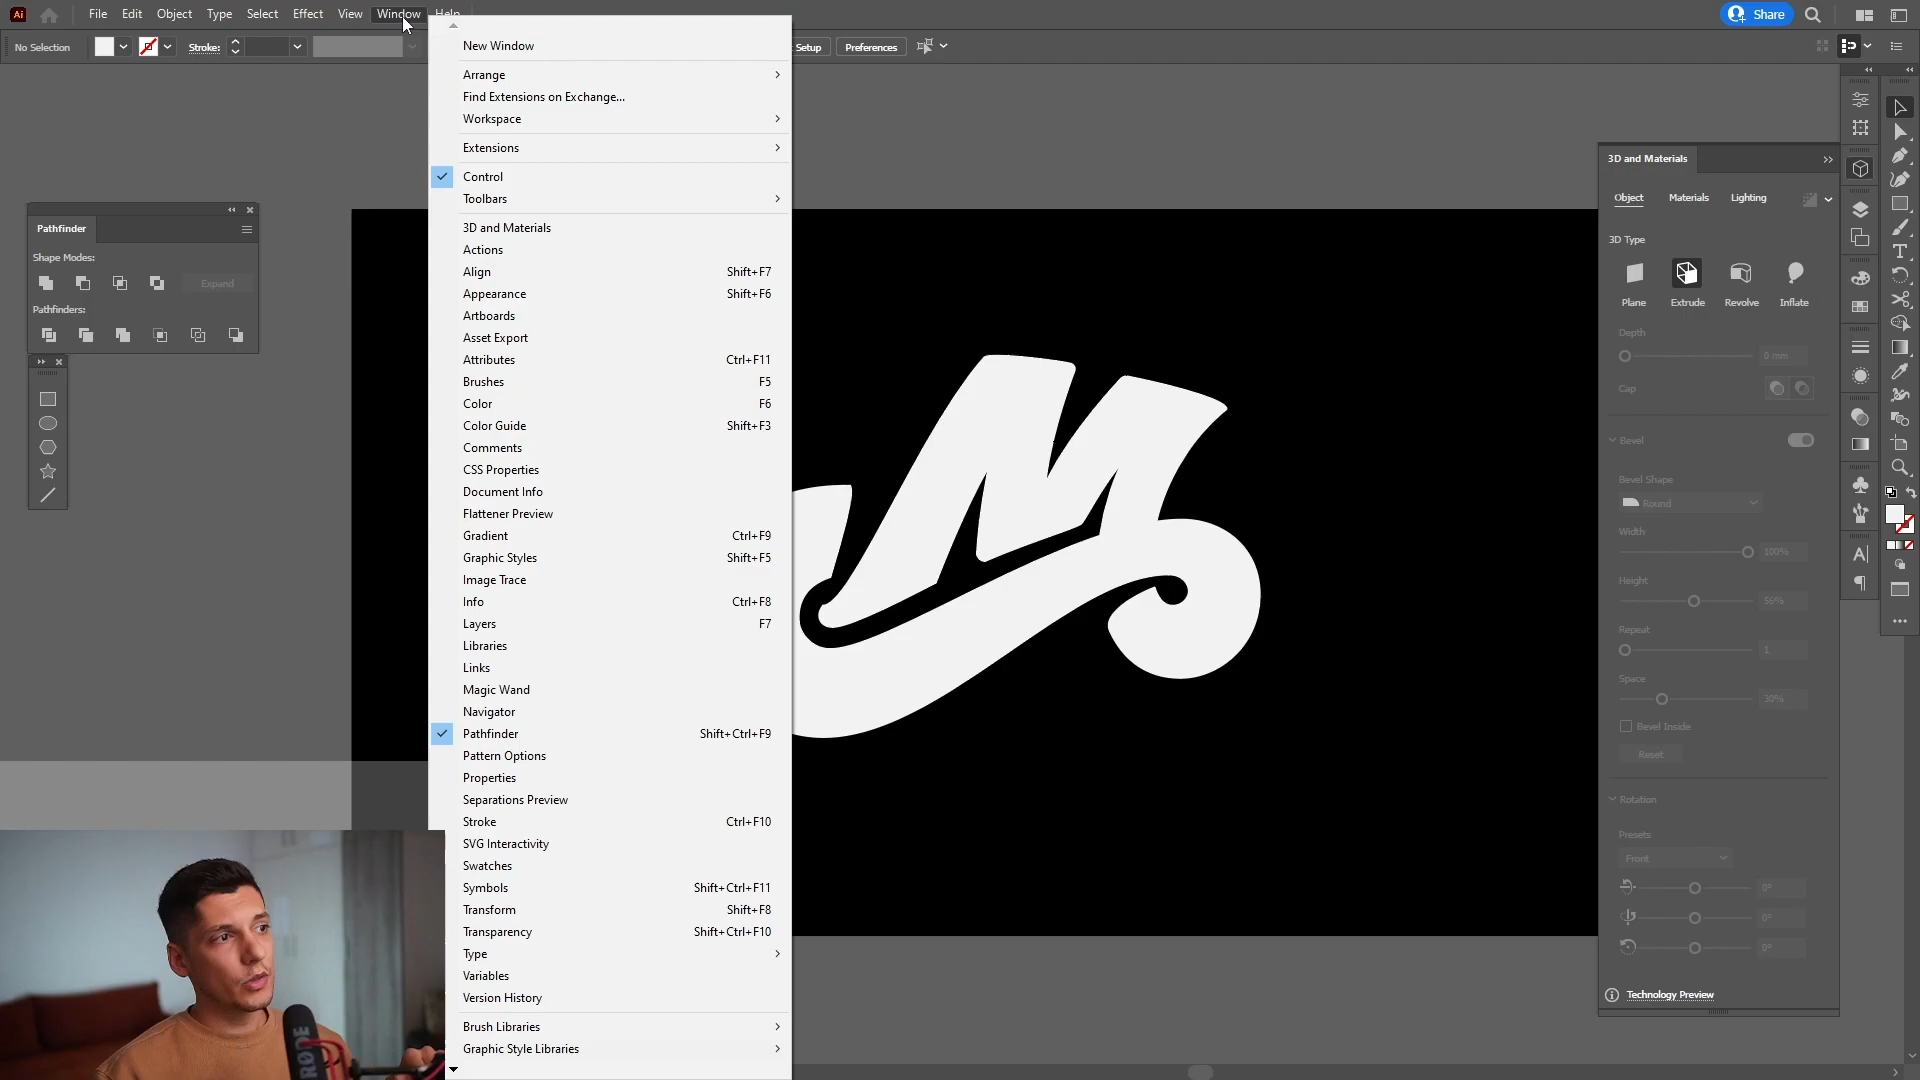 Ai File Edit Object Type Select Effect View Window Help Share
No Selection Stroke: Setup Preferences
New Window
Arrange
Find Extensions on Exchange...
Workspace
Extensions
Control
Toolbars
3D and Materials
Actions
Align Shift+F7
Appearance Shift+F6
Artboards
Asset Export
Attributes Ctrl+F11
Brushes F5
Color F6
Color Guide Shift+F3
Comments
CSS Properties
Document Info
Flattener Preview
Gradient Ctrl+F9
Graphic Styles Shift+F5
Image Trace
Info Ctrl+F8
Layers F7
Libraries
Links
Magic Wand
Navigator
Pathfinder Shift+Ctrl+F9
Pattern Options
Properties
Separations Preview
Stroke Ctrl+F10
SVG Interactivity
Swatches
Symbols Shift+Ctrl+F11
Transform Shift+F8
Transparency Shift+Ctrl+F10
Type
Variables
Version History
Brush Libraries
Graphic Style Libraries
Pathfinder
Shape Modes:
Expand
Pathfinders:
M
3D and Materials
Object Materials Lighting
3D Type
Plane Extrude Revolve Inflate
Depth
0 mm
Cap
Bevel
Bevel Shape
Round
Width
100%
Height
56%
Repeat
1
Space
30%
Bevel Inside
Reset
Rotation
Presets
Front
0°
0°
0°
Technology Preview
RØDE